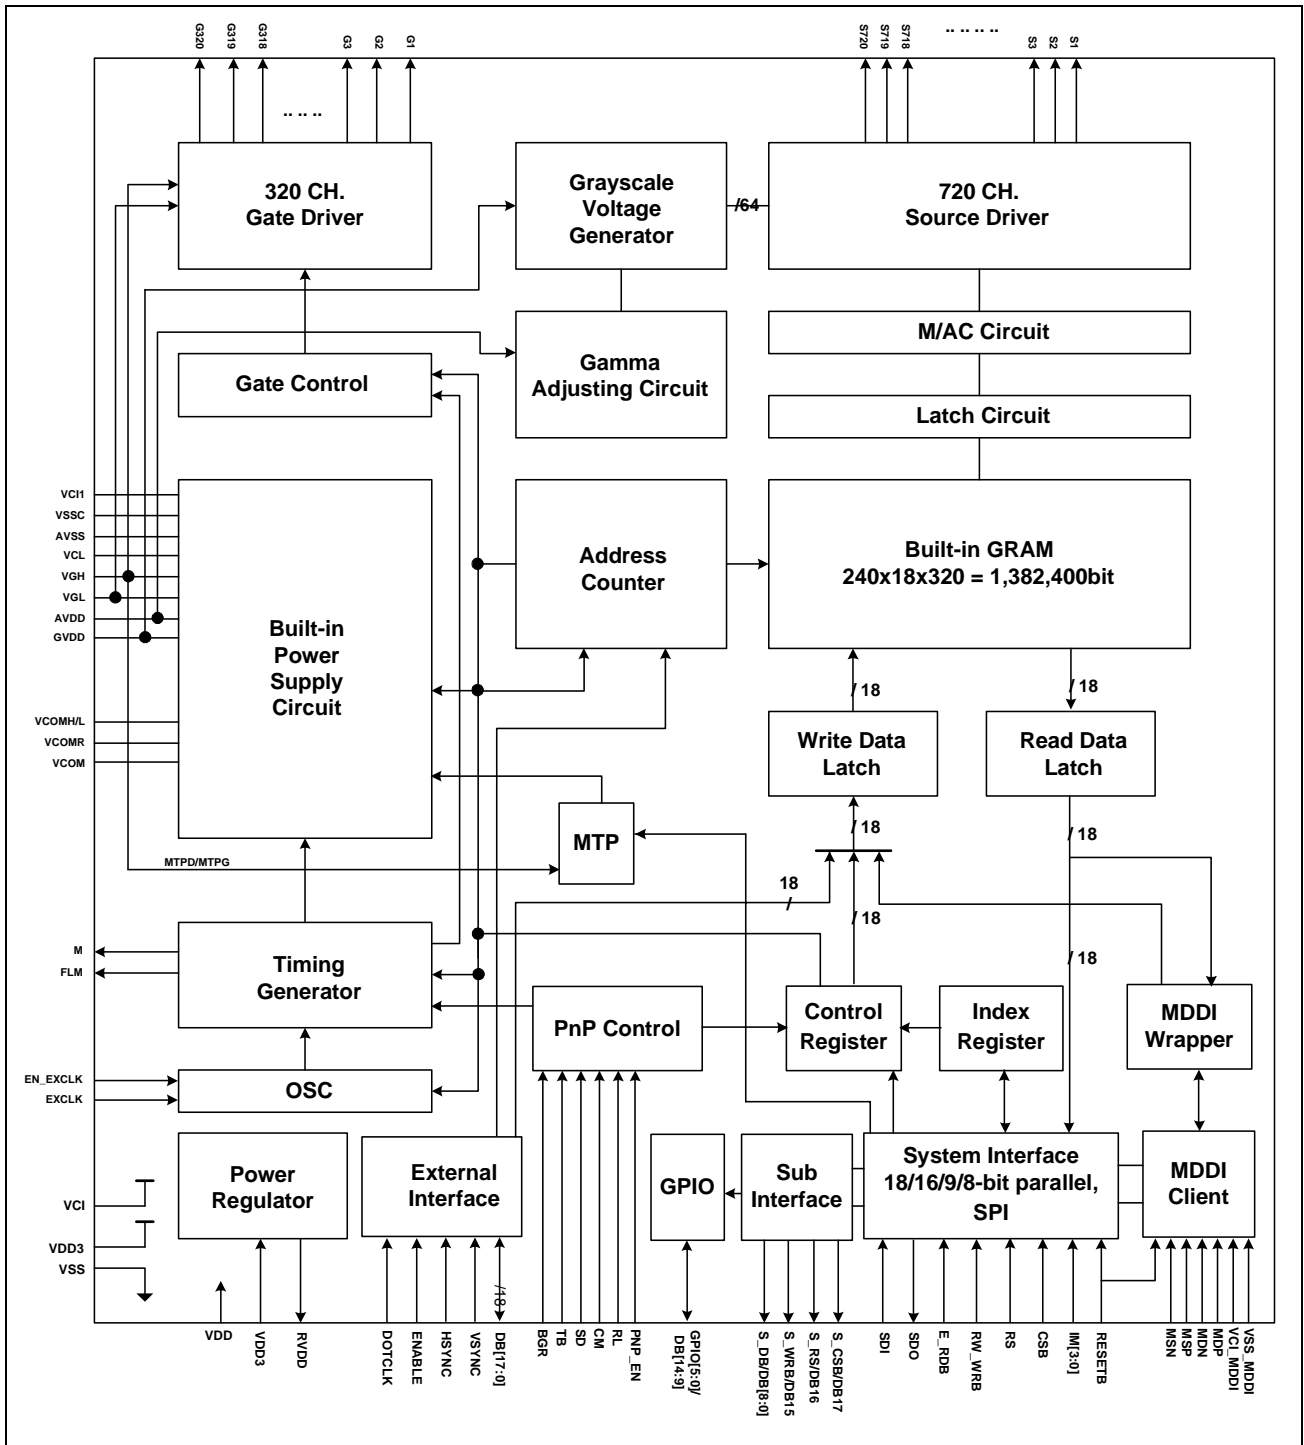 G320
G319
G318
G3
G2
G1
S720
S719
S718
.. .. .. ..
S3
S2
S1
.. .. ..
320 CH.
Gate Driver
Grayscale
Voltage
Generator
/64
720 CH.
Source Driver
M/AC Circuit
Gate Control
Gamma
Adjusting Circuit
Latch Circuit
VCI1
VSSC
AVSS
VCL
VGH
VGL
AVDD
GVDD
VCOMH/L
VCOMR
VCOM
Built-in
Power
Supply
Circuit
Address
Counter
Built-in GRAM
240x18x320 = 1,382,400bit
/ 18
/ 18
Write Data
Latch
Read Data
Latch
MTP
/ 18
/ 18
MTPD/MTPG
18
/
/ 18
/ 18
M
FLM
Timing
Generator
PnP Control
Control
Register
Index
Register
MDDI
Wrapper
EN_EXCLK
EXCLK
OSC
Power
Regulator
External
Interface
GPIO
Sub
Interface
System Interface
18/16/9/8-bit parallel,
SPI
MDDI
Client
VCI
VDD3
VSS
/18
VDD
VDD3
RVDD
DOTCLK
ENABLE
HSYNC
VSYNC
DB[17:0]
BGR
TB
SD
CM
RL
PNP_EN
GPIO[5:0]/
DB[14:9]
S_DB/DB[8:0]
S_WRB/DB15
S_RS/DB16
S_CSB/DB17
SDI
SDO
E_RDB
RW_WRB
RS
CSB
IM[3:0]
RESETB
MSN
MSP
MDN
MDP
VCI_MDDI
VSS_MDDI